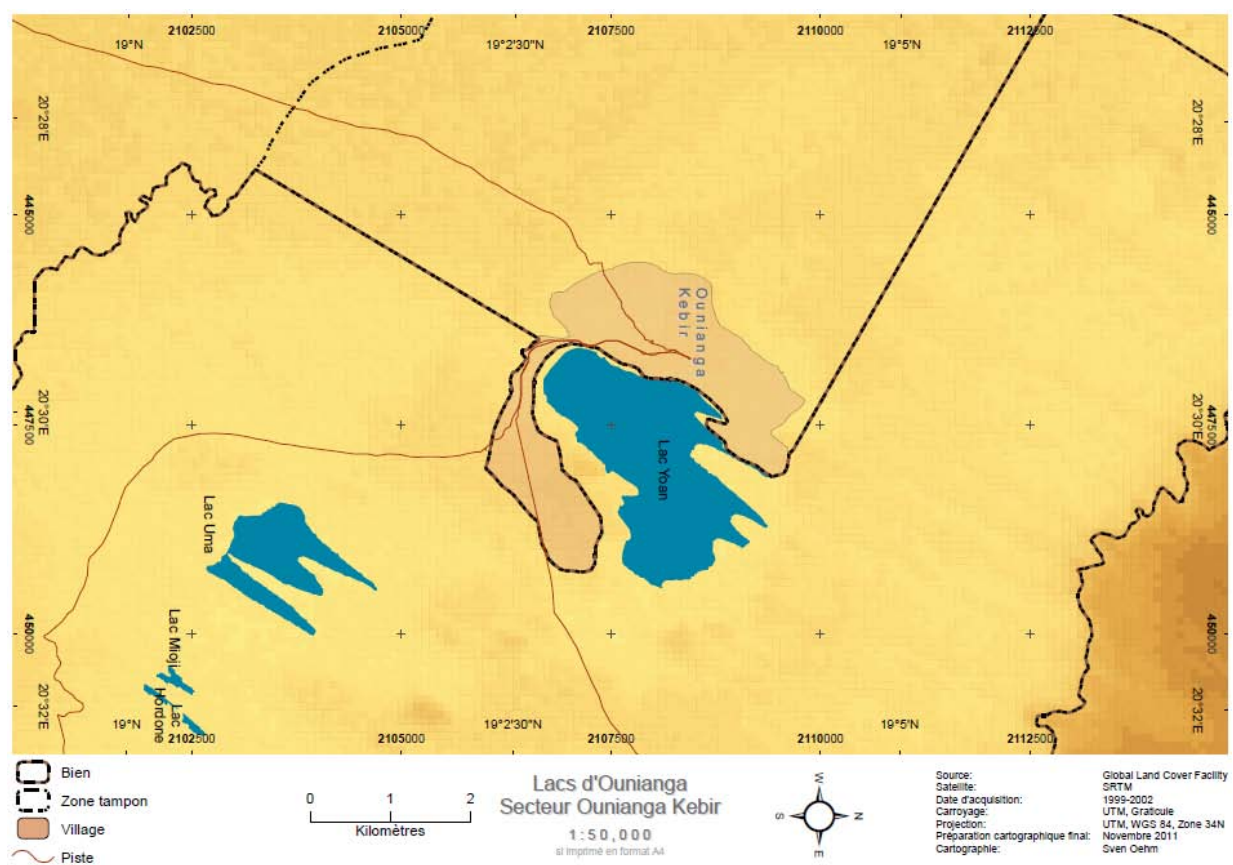 2102500
2105000
2107500
2110000
2112500
19°N
19°2'30"N
19°5'N
20°28'E
20°28'E
445000
445000
Ounianga
Kebir
20°30'E
447500
447500
20°30'E
Lac Yoan
Lac Uma
450000
450000
Lac Mioji
Lac
Hordone
20°32'E
20°32'E
19°N
19°2'30"N
19°5'N
2102500
2105000
2107500
2110000
2112500
Bien
Zone tampon
Village
Piste
0 1 2
Kilomètres
Lacs d'Ounianga
Secteur Ounianga Kebir
1:50,000
si imprimé en format A4
W
S
N
E
Source: Global Land Cover Facility
Satellite: SRTM
Date d'acquisition: 1999-2002
Carroyage: UTM, Graticule
Projection: UTM, WGS 84, Zone 34N
Préparation cartographique final: Novembre 2011
Cartographie: Sven Oehm